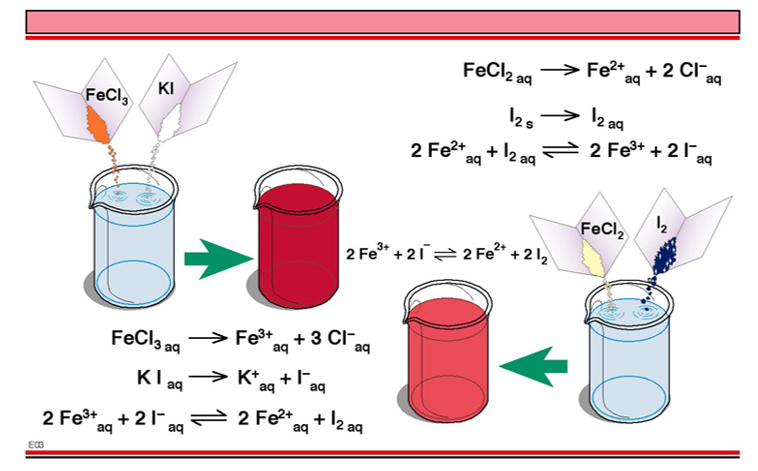 FeCl₃
KI
FeCl₂ aq → Fe²⁺aq + 2 Cl⁻aq
I₂ s → I₂ aq
2 Fe²⁺aq + I₂ aq ⇌ 2 Fe³⁺ + 2 I⁻aq
FeCl₂
I₂
2 Fe³⁺ + 2 I⁻ ⇌ 2 Fe²⁺ + 2 I₂
FeCl₃ aq → Fe³⁺aq + 3 Cl⁻aq
K I aq → K⁺aq + I⁻aq
2 Fe³⁺aq + 2 I⁻aq ⇌ 2 Fe²⁺aq + I₂ aq
E03